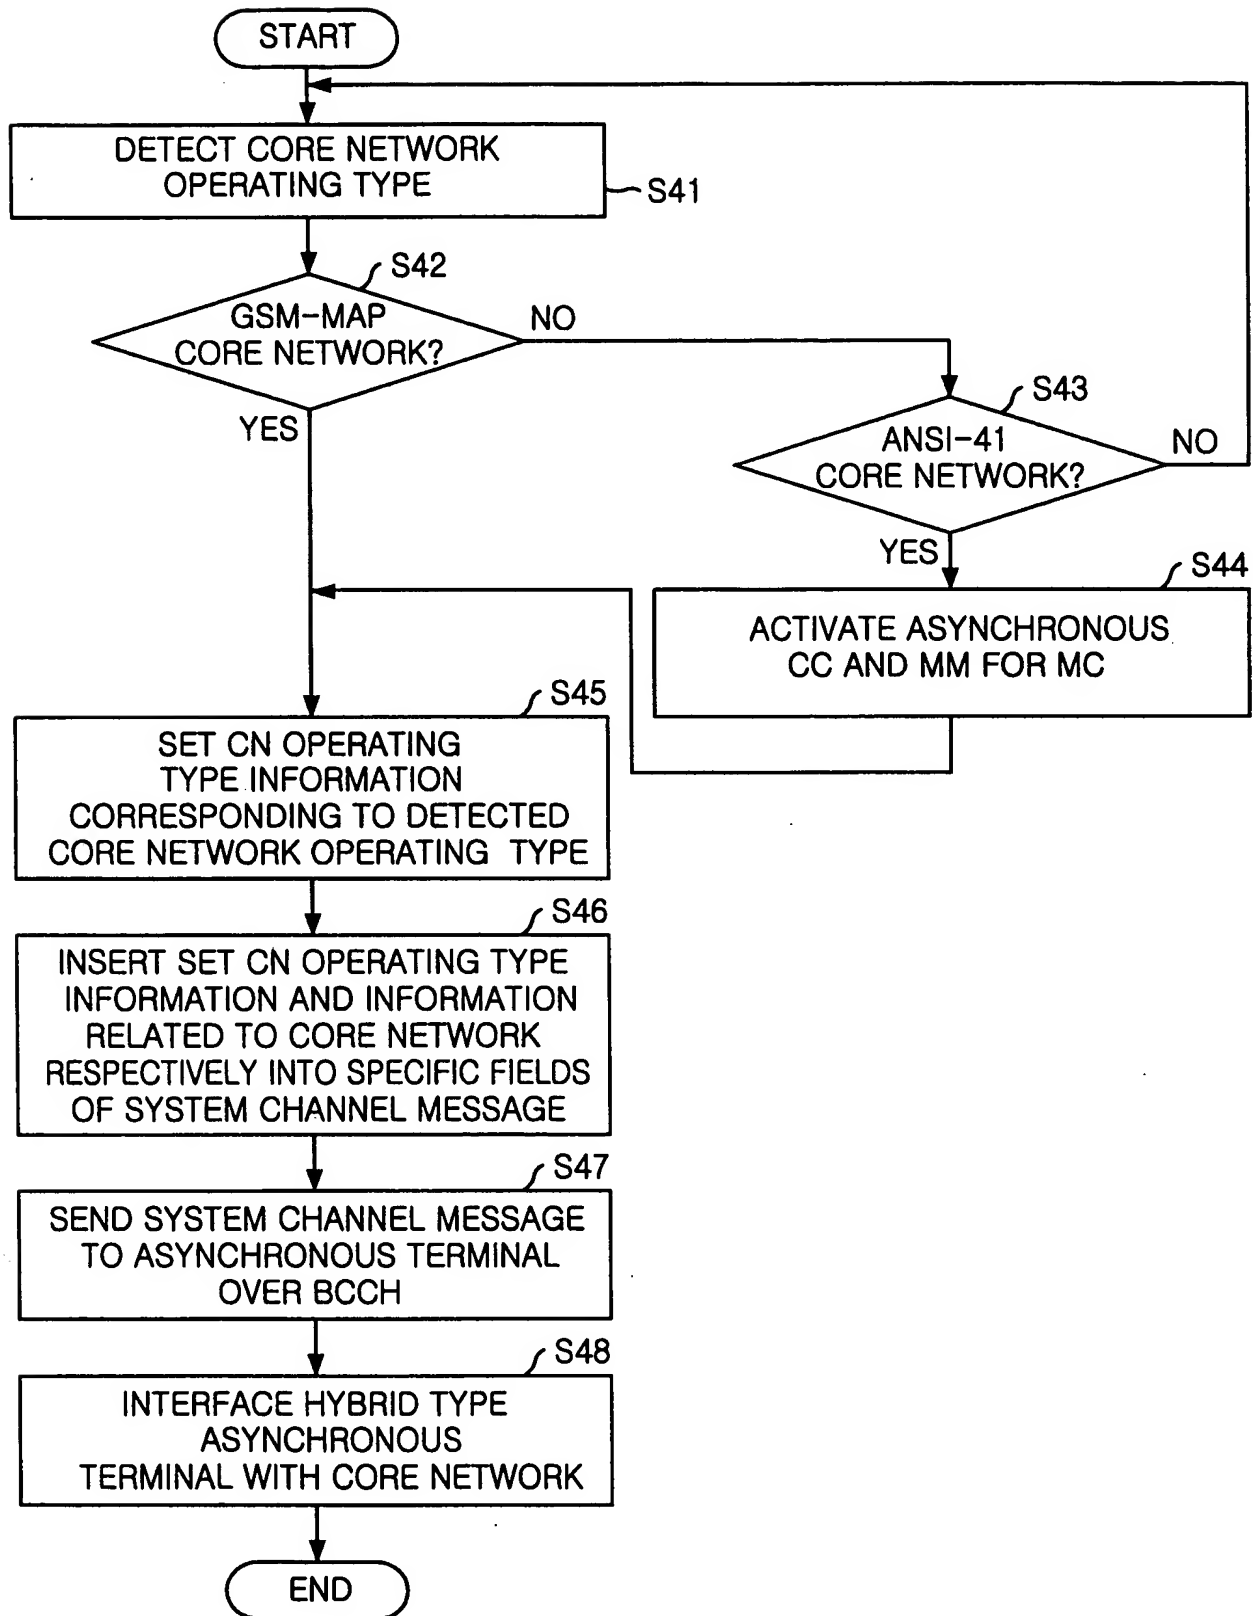 START
DETECT CORE NETWORK
OPERATING TYPE
S41
S42
GSM-MAP
CORE NETWORK?
NO
YES
S43
ANSI-41
CORE NETWORK?
NO
YES
S44
ACTIVATE ASYNCHRONOUS
CC AND MM FOR MC
S45
SET CN OPERATING
TYPE INFORMATION
CORRESPONDING TO DETECTED
CORE NETWORK OPERATING TYPE
S46
INSERT SET CN OPERATING TYPE
INFORMATION AND INFORMATION
RELATED TO CORE NETWORK
RESPECTIVELY INTO SPECIFIC FIELDS
OF SYSTEM CHANNEL MESSAGE
S47
SEND SYSTEM CHANNEL MESSAGE
TO ASYNCHRONOUS TERMINAL
OVER BCCH
S48
INTERFACE HYBRID TYPE
ASYNCHRONOUS
TERMINAL WITH CORE NETWORK
END